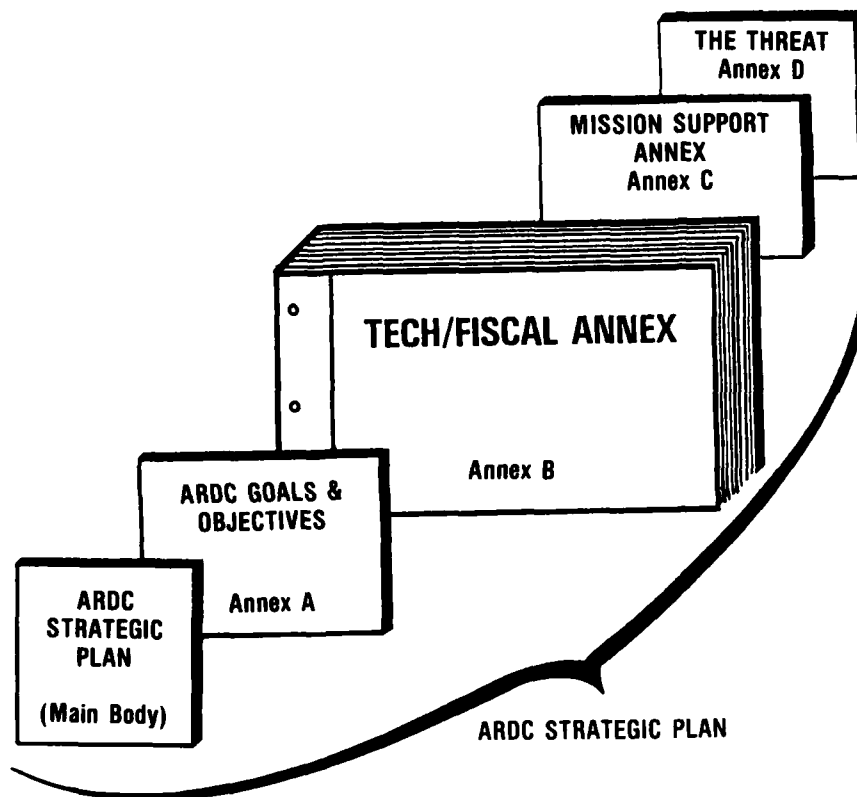 THE THREAT
Annex D
MISSION SUPPORT
ANNEX
Annex C
TECH/FISCAL ANNEX
Annex B
ARDC GOALS &
OBJECTIVES
Annex A
ARDC
STRATEGIC
PLAN
(Main Body)
ARDC STRATEGIC PLAN